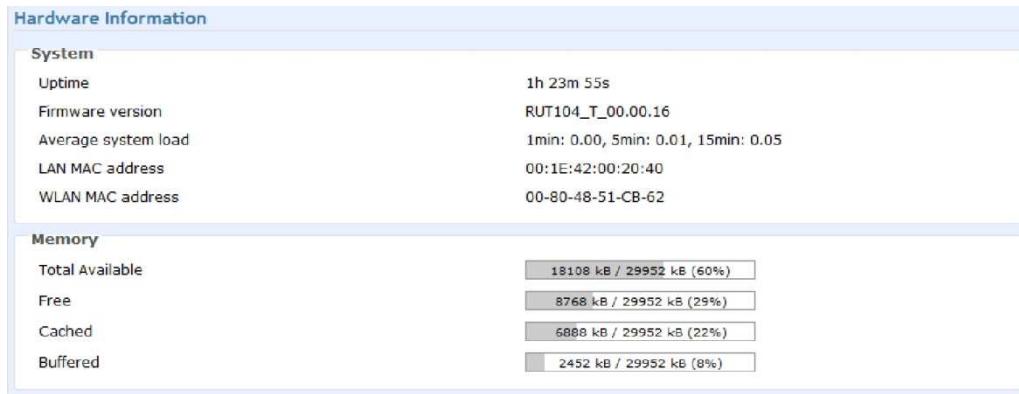 Hardware Information
System
Uptime 1h 23m 55s
Firmware version RUT104_T_00.00.16
Average system load 1min: 0.00, 5min: 0.01, 15min: 0.05
LAN MAC address 00:1E:42:00:20:40
WLAN MAC address 00-80-48-51-CB-62
Memory
Total Available 18108 kB / 29952 kB (60%)
Free 8768 kB / 29952 kB (29%)
Cached 6888 kB / 29952 kB (22%)
Buffered 2452 kB / 29952 kB (8%)